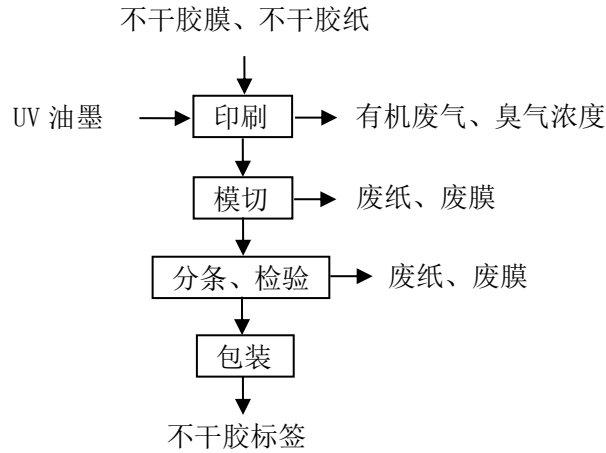 不干胶膜、不干胶纸
UV 油墨
印刷
有机废气、臭气浓度
模切
废纸、废膜
分条、检验
废纸、废膜
包装
不干胶标签